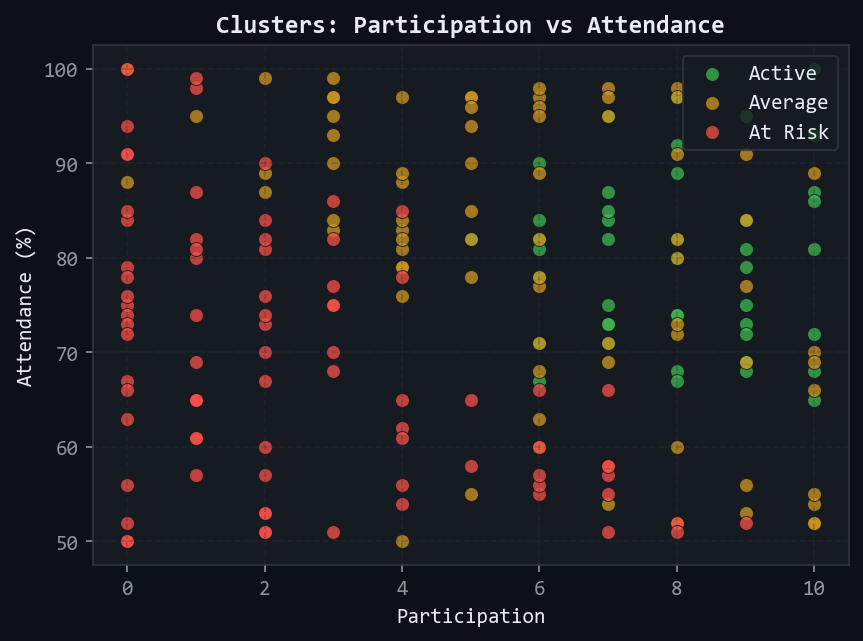 Clusters: Participation vs Attendance
Active
Average
At Risk
Attendance (%)
100
90
80
70
60
50
0 2 4 6 8 10
Participation